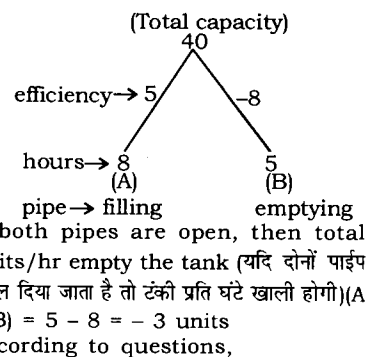 (Total capacity)
40
efficiency→ 5 –8
hours→ 8 5
(A) (B)
pipe→ filling emptying
both pipes are open, then total
its/hr empty the tank (यदि दोनों पाईप
ल दिया जाता है तो टंकी प्रति घंटे खाली होगी)(A
B) = 5 – 8 = – 3 units
cording to questions,